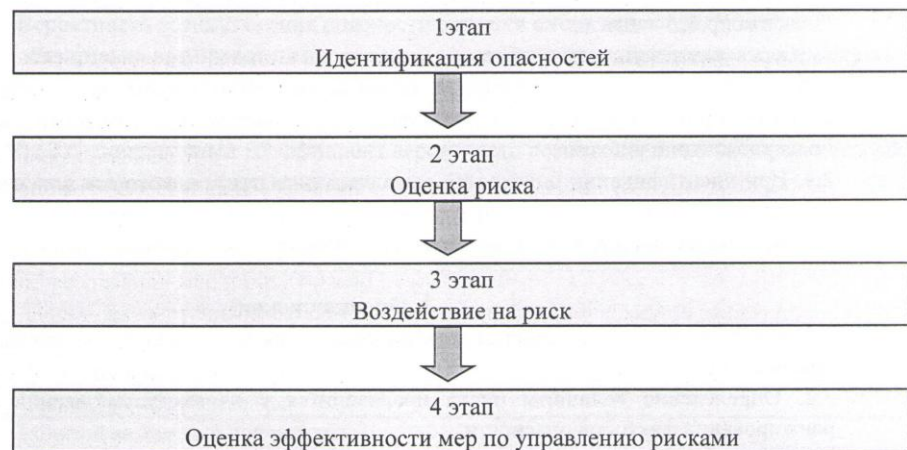 1этап
Идентификация опасностей
2 этап
Оценка риска
3 этап
Воздействие на риск
4 этап
Оценка эффективности мер по управлению рисками